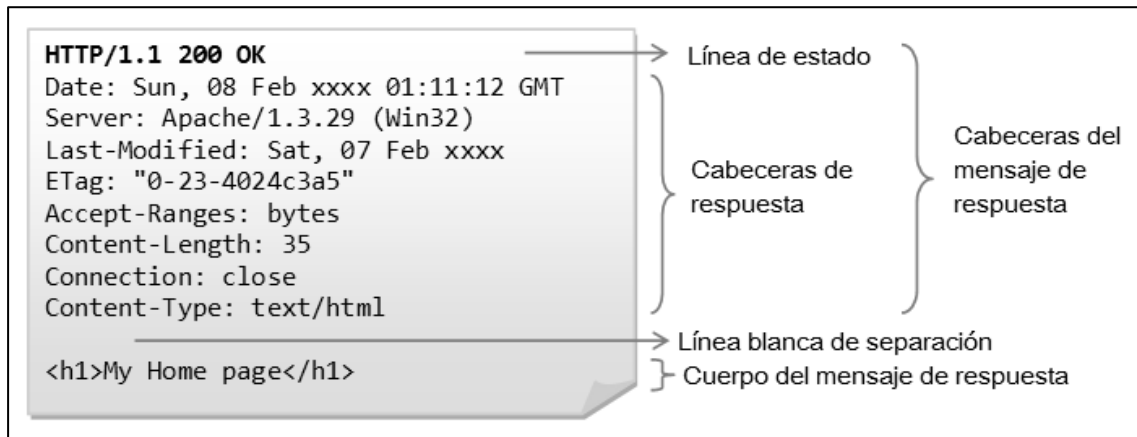 HTTP/1.1 200 OK
Date: Sun, 08 Feb xxxx 01:11:12 GMT
Server: Apache/1.3.29 (Win32)
Last-Modified: Sat, 07 Feb xxxx
ETag: "0-23-4024c3a5"
Accept-Ranges: bytes
Content-Length: 35
Connection: close
Content-Type: text/html
<h1>My Home page</h1>
Línea de estado
Cabeceras de
respuesta
Cabeceras del
mensaje de
respuesta
Línea blanca de separación
Cuerpo del mensaje de respuesta